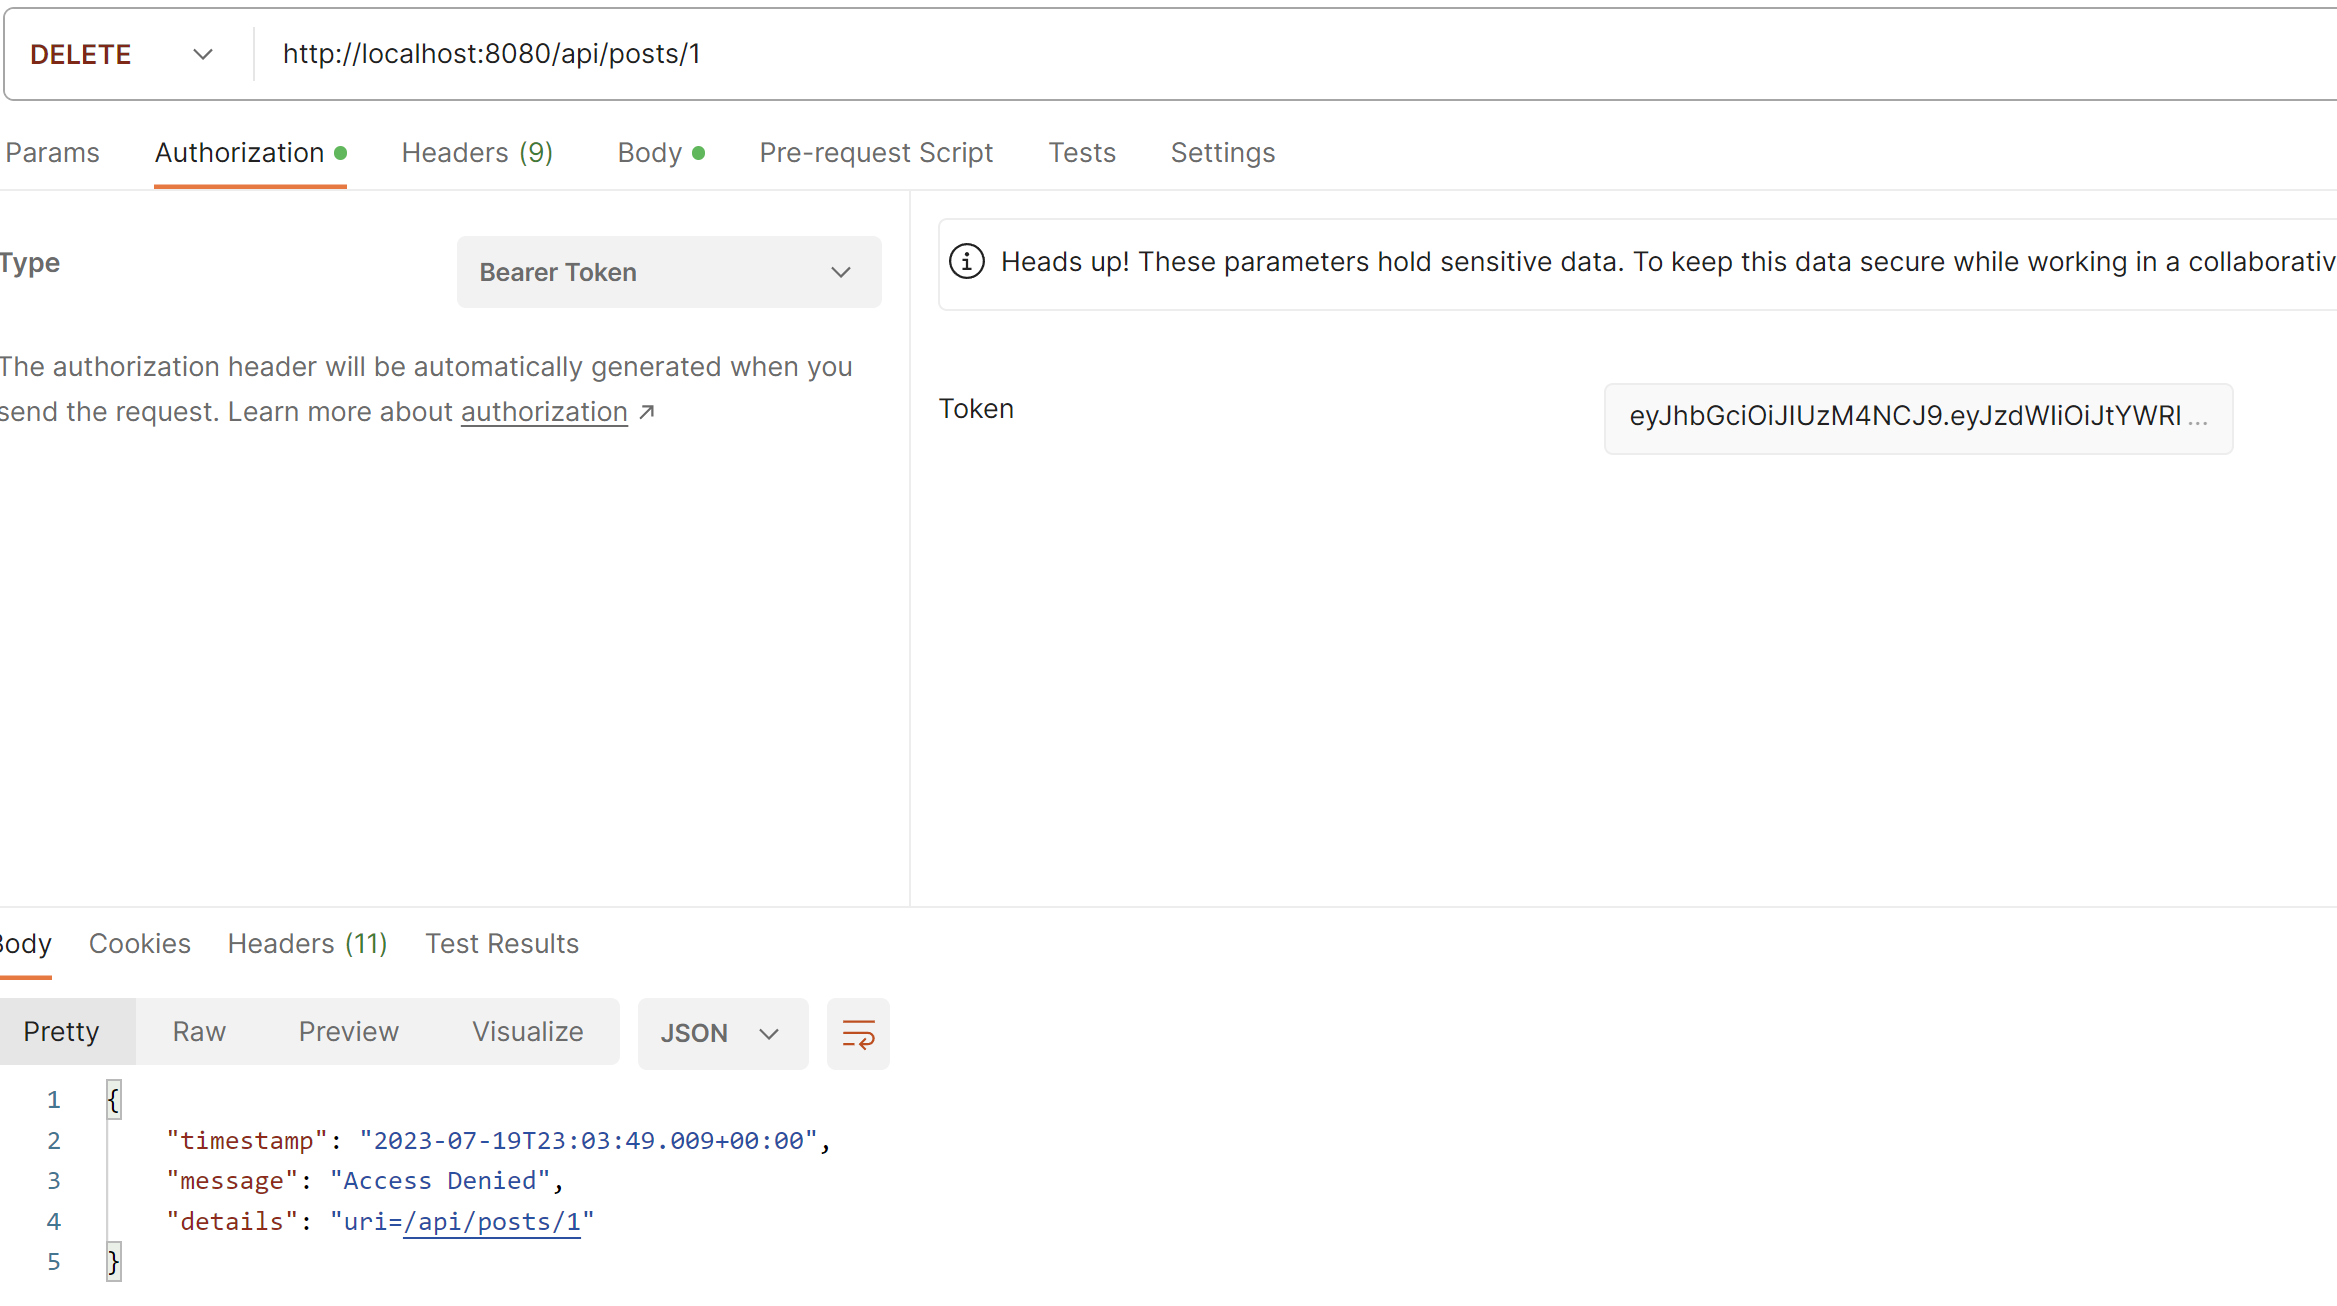 DELETE http://localhost:8080/api/posts/1
Params Authorization Headers (9) Body Pre-request Script Tests Settings
Type Bearer Token
The authorization header will be automatically generated when you
send the request. Learn more about authorization ↗
Heads up! These parameters hold sensitive data. To keep this data secure while working in a collaborativ
Token eyJhbGciOiJIUzM4NCJ9.eyJzdWIiOiJtYWRl ...
Body Cookies Headers (11) Test Results
Pretty Raw Preview Visualize JSON
1 {
2 "timestamp": "2023-07-19T23:03:49.009+00:00",
3 "message": "Access Denied",
4 "details": "uri=/api/posts/1"
5 }